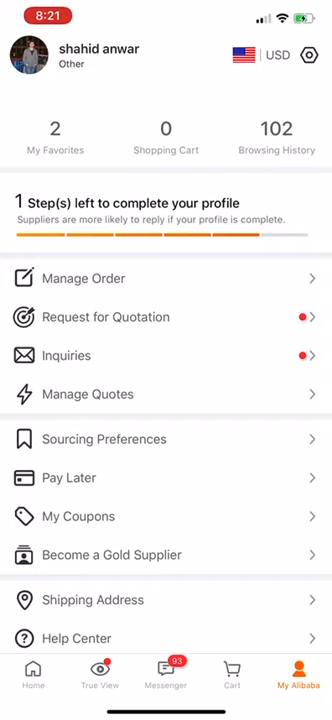 8:21
shahid anwar
Other
USD
2
My Favorites
0
Shopping Cart
102
Browsing History
1 Step(s) left to complete your profile
Suppliers are more likely to reply if your profile is complete.
Manage Order
Request for Quotation
Inquiries
Manage Quotes
Sourcing Preferences
Pay Later
My Coupons
Become a Gold Supplier
Shipping Address
Help Center
93
Home
True View
Messenger
Cart
My Alibaba